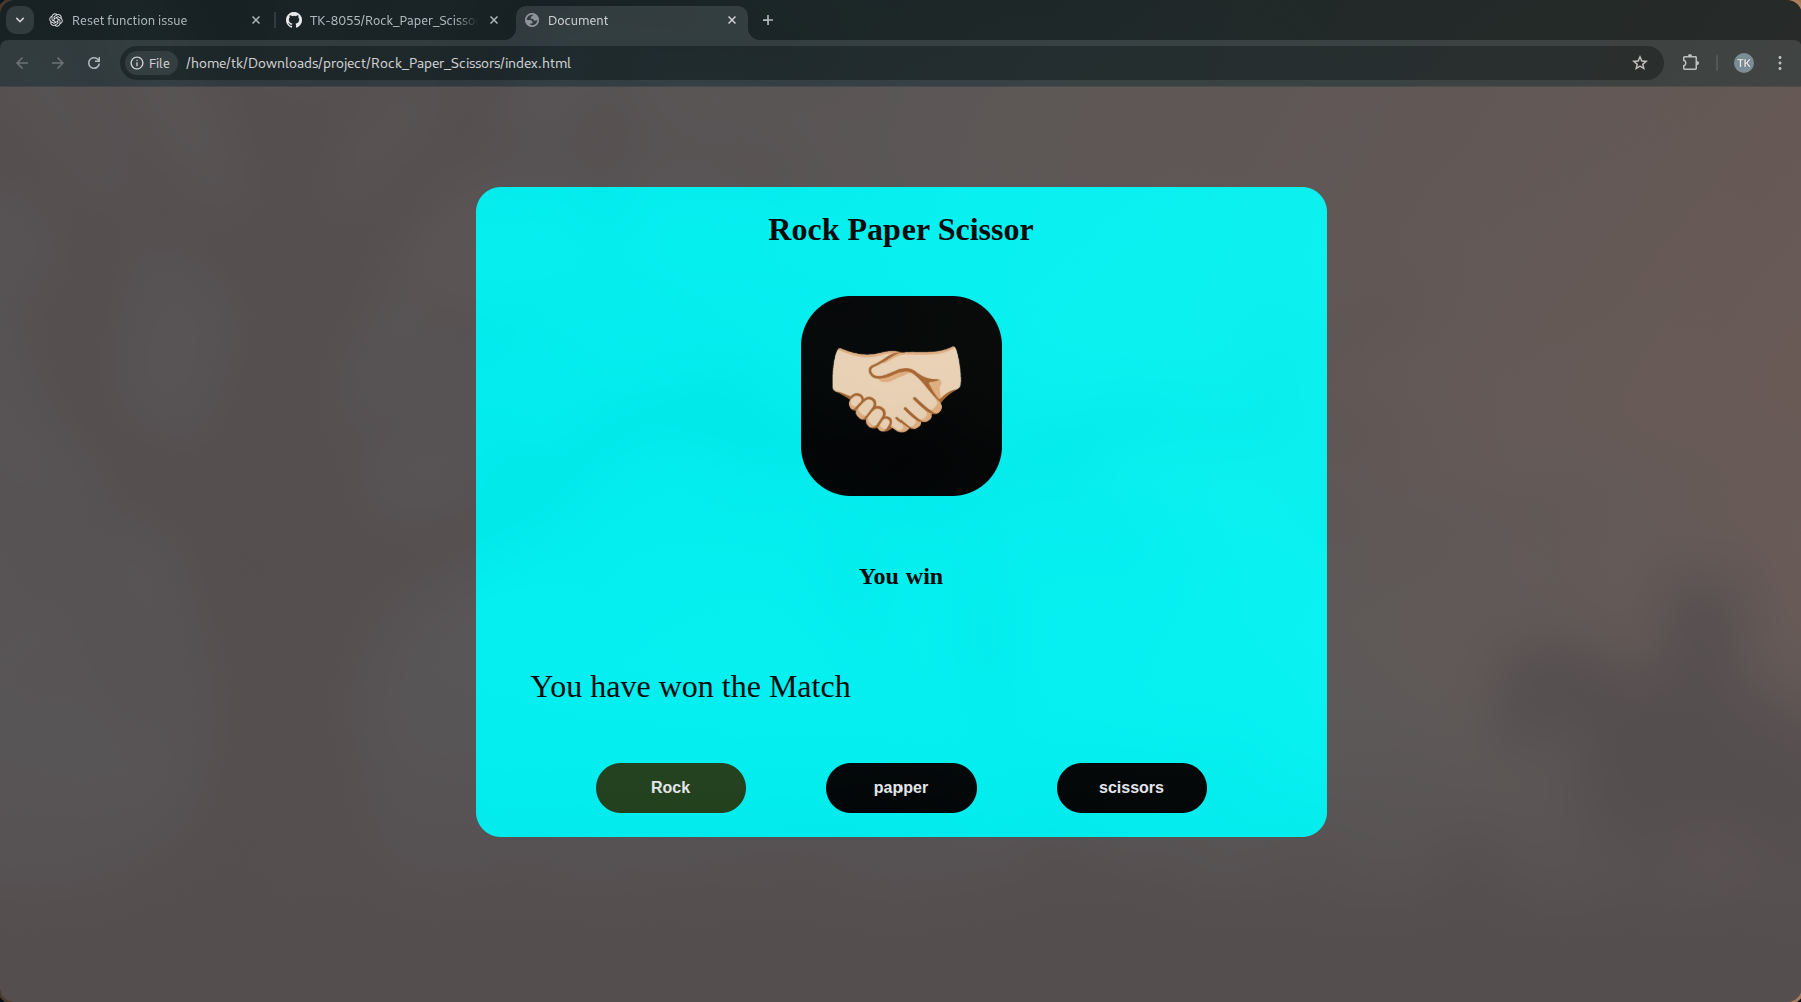 Reset function issue
TK-8055/Rock_Paper_Scisso
Document
File
/home/tk/Downloads/project/Rock_Paper_Scissors/index.html
TK
Rock Paper Scissor
You win
You have won the Match
Rock
papper
scissors